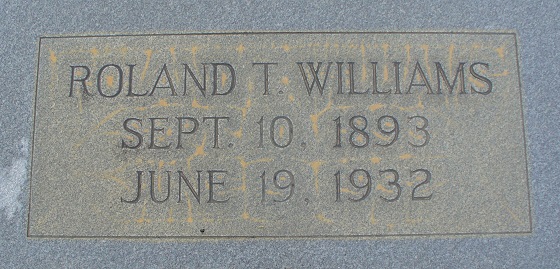 ROLAND T. WILLIAMS
SEPT. 10, 1893
JUNE 19, 1932